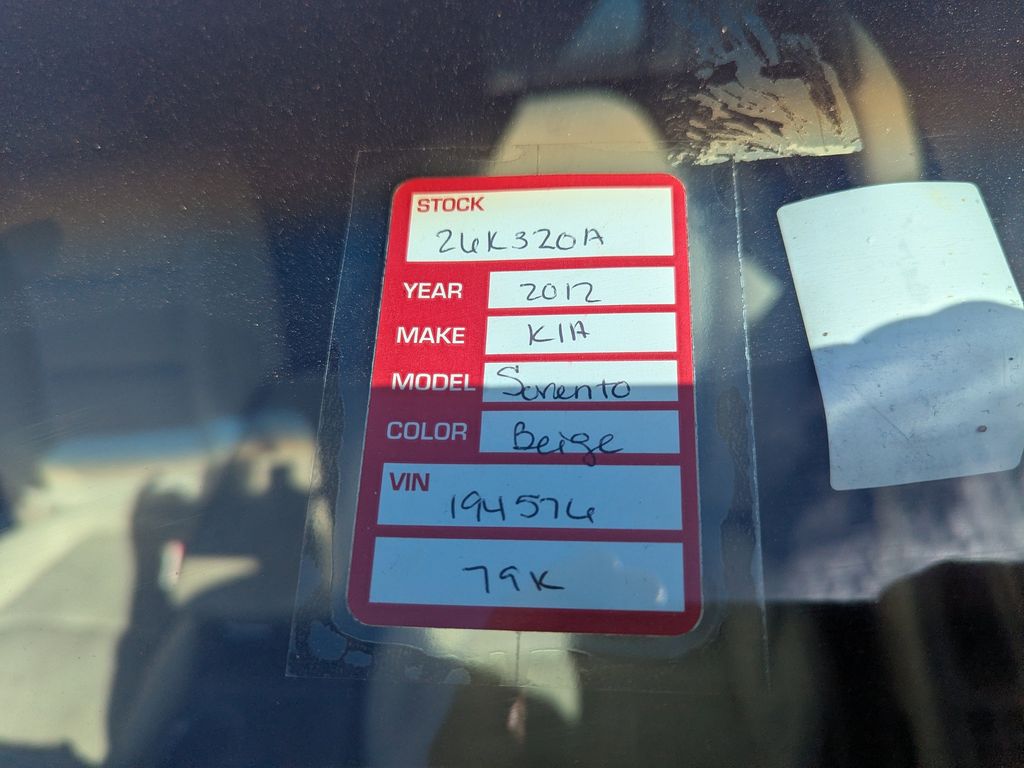 STOCK
26K320A
YEAR 2012
MAKE KIA
MODEL Sorento
COLOR Beige
VIN
194576
79K